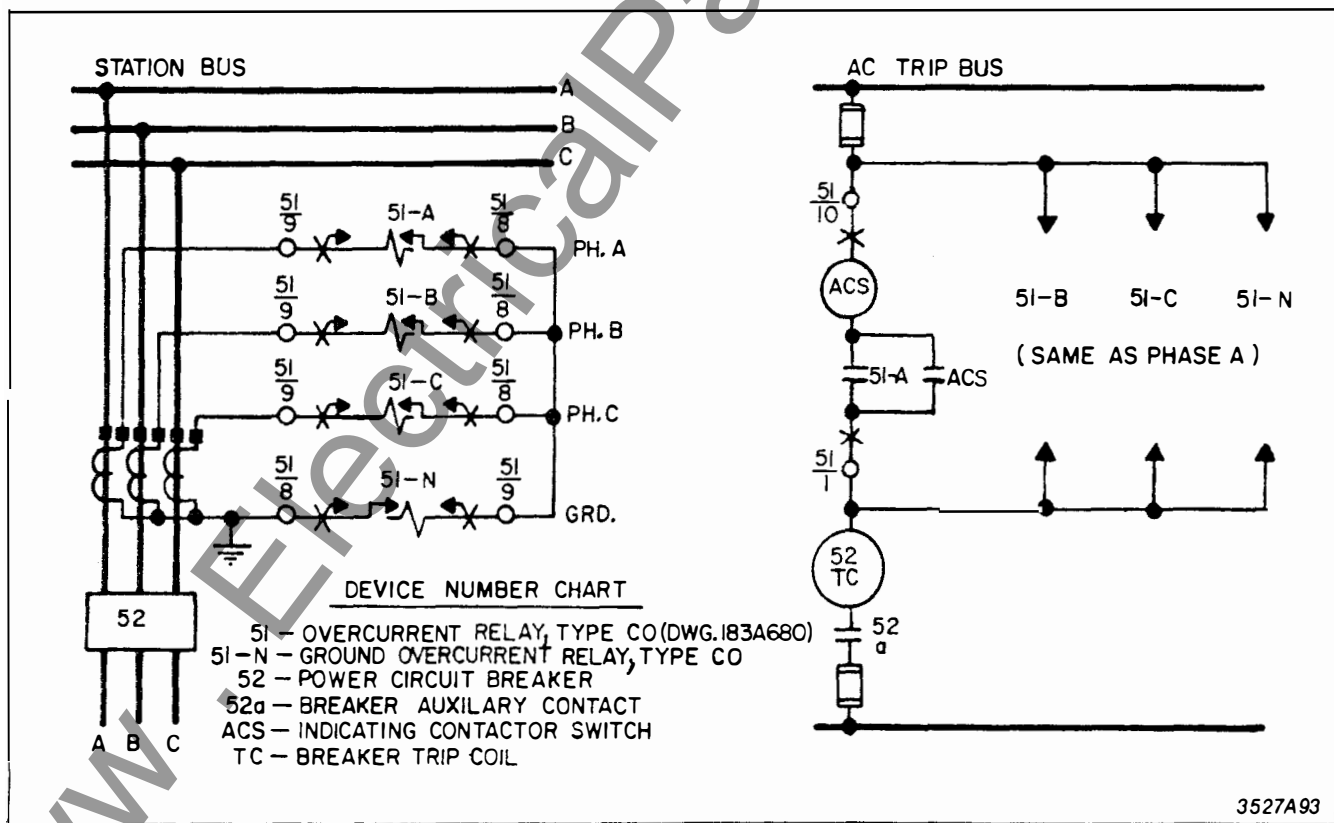 STATION BUS
A
B
C
51
9
51-A
51
8
PH. A
51
9
51-B
51
8
PH. B
51
9
51-C
51
8
PH. C
51
8
51-N
51
9
GRD.
52
A B C
DEVICE NUMBER CHART
51 — OVERCURRENT RELAY, TYPE CO (DWG. 183A680)
51-N — GROUND OVERCURRENT RELAY, TYPE CO
52 — POWER CIRCUIT BREAKER
52a — BREAKER AUXILARY CONTACT
ACS — INDICATING CONTACTOR SWITCH
TC — BREAKER TRIP COIL
AC TRIP BUS
51
10
ACS
51-A
ACS
51
1
52
TC
52
a
51-B 51-C 51-N
(SAME AS PHASE A)
3527A93
www.ElectricalPa